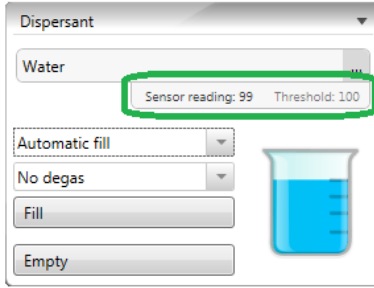 Dispersant
Water ...
Sensor reading: 99 Threshold: 100
Automatic fill
No degas
Fill
Empty